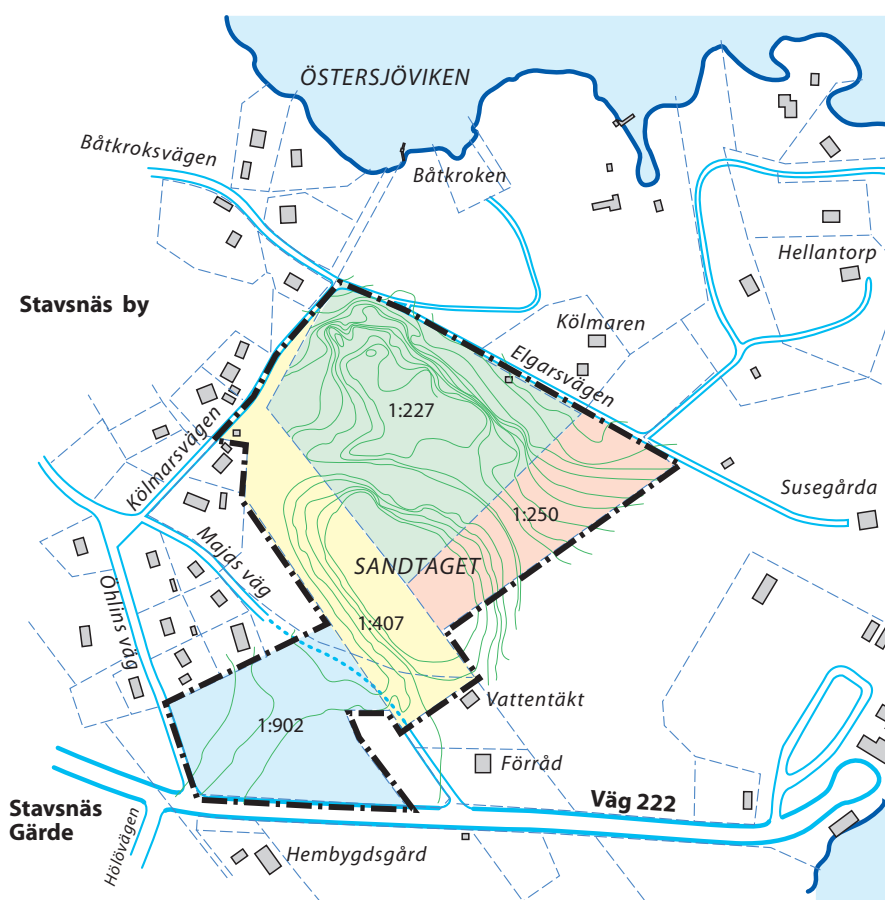 ÖSTERSJÖVIKEN
Båtkroksvägen
Båtkroken
Hellantorp
Stavsnäs by
Kölmaren
Elgarsvägen
1:227
Kölmarsvägen
Susegårda
1:250
Majas väg
SANDTAGET
Öhlins väg
1:407
Vattentäkt
1:902
Förråd
Väg 222
Stavsnäs
Gärde
Hölövägen
Hembygdsgård